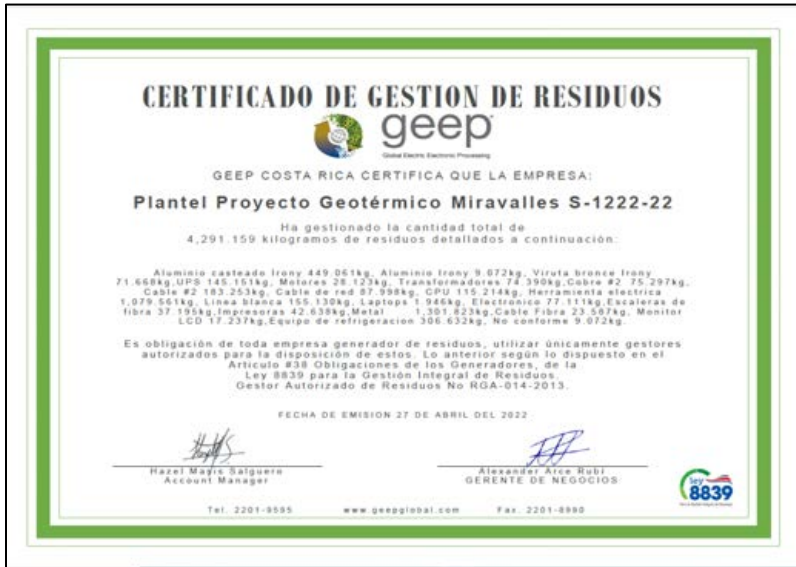 CERTIFICADO DE GESTION DE RESIDUOS
geep
Global Electric Electronic Processing
GEEP COSTA RICA CERTIFICA QUE LA EMPRESA:
Plantel Proyecto Geotérmico Miravalles S-1222-22
Ha gestionado la cantidad total de
4,291.159 kilogramos de residuos detallados a continuación:
Aluminio casteado Irony 449.061kg, Aluminio Irony 9.072kg, Viruta bronce Irony
71.668kg, UPS 145.151kg, Motores 28.123kg, Transformadores 74.390kg, Cobre #2 75.297kg,
Cable #2 183.253kg, Cable de red 87.998kg, CPU 115.214kg, Herramienta electrica
1,079.561kg, Linea blanca 155.130kg, Laptops 1.946kg, Electronico 77.111kg, Escaleras de
fibra 37.195kg, Impresoras 42.638kg, Metal 1,301.823kg, Cable Fibra 23.587kg, Monitor
LCD 17.237kg, Equipo de refrigeracion 306.632kg, No conforme 9.072kg.
Es obligación de toda empresa generador de residuos, utilizar únicamente gestores
autorizados para la disposición de estos. Lo anterior según lo dispuesto en el
Articulo #38 Obligaciones de los Generadores, de la
Ley 8839 para la Gestión Integral de Residuos.
Gestor Autorizado de Residuos No RGA-014-2013.
FECHA DE EMISION 27 DE ABRIL DEL 2022
Hazel Salguero
Account Manager
Alexander Arce Rubí
GERENTE DE NEGOCIOS
ley
8839
Tel. 2201-9595 www.geepglobal.com Fax. 2201-8990